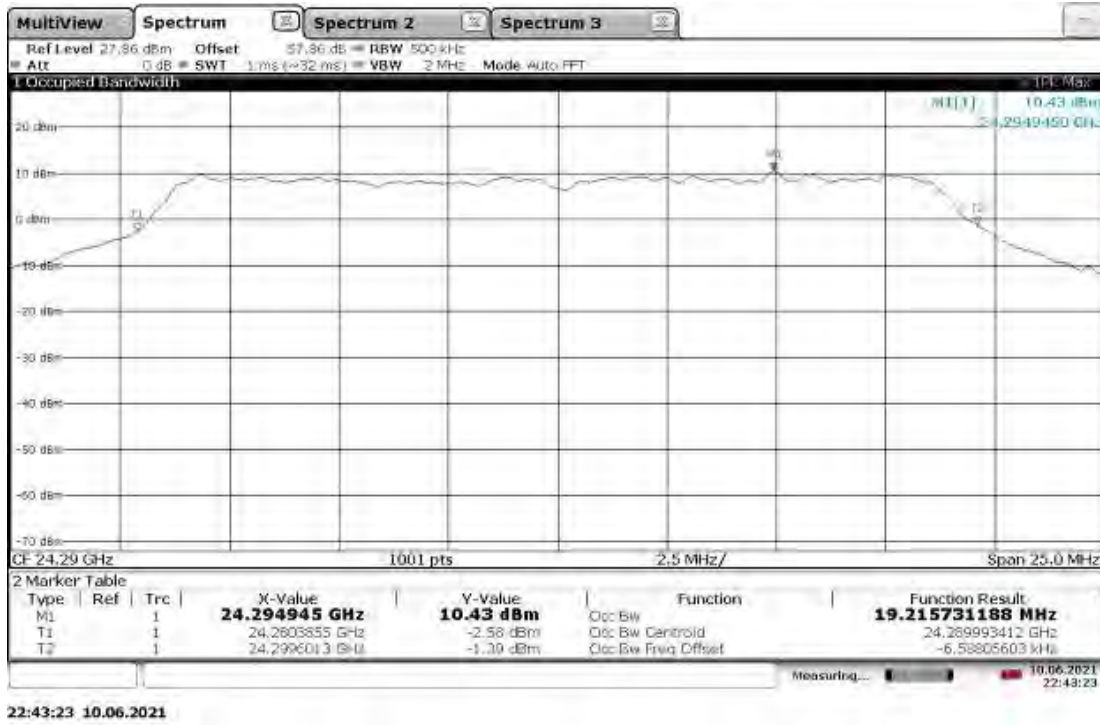 MultiView Spectrum Spectrum 2 Spectrum 3
Ref Level 27.86 dBm Offset 57.86 dB RBW 500 kHz
Att 0 dB SWT 1 ms (~32 ms) VBW 2 MHz Mode Auto FFT
1 Occupied Bandwidth 1Pk Max
M1[1] 10.43 dBm
24.2949450 GHz
20 dBm
M1
10 dBm
T1 T2
0 dBm
-10 dBm
-20 dBm
-30 dBm
-40 dBm
-50 dBm
-60 dBm
-70 dBm
CF 24.29 GHz 1001 pts 2.5 MHz/ Span 25.0 MHz
2 Marker Table
Type Ref Trc X-Value Y-Value Function Function Result
M1 1 24.294945 GHz 10.43 dBm Occ Bw 19.215731188 MHz
T1 1 24.2803855 GHz -2.58 dBm Occ Bw Centroid 24.289993412 GHz
T2 1 24.2996013 GHz -1.39 dBm Occ Bw Freq Offset -6.58805603 kHz
Measuring... 10.06.2021
22:43:23
22:43:23 10.06.2021